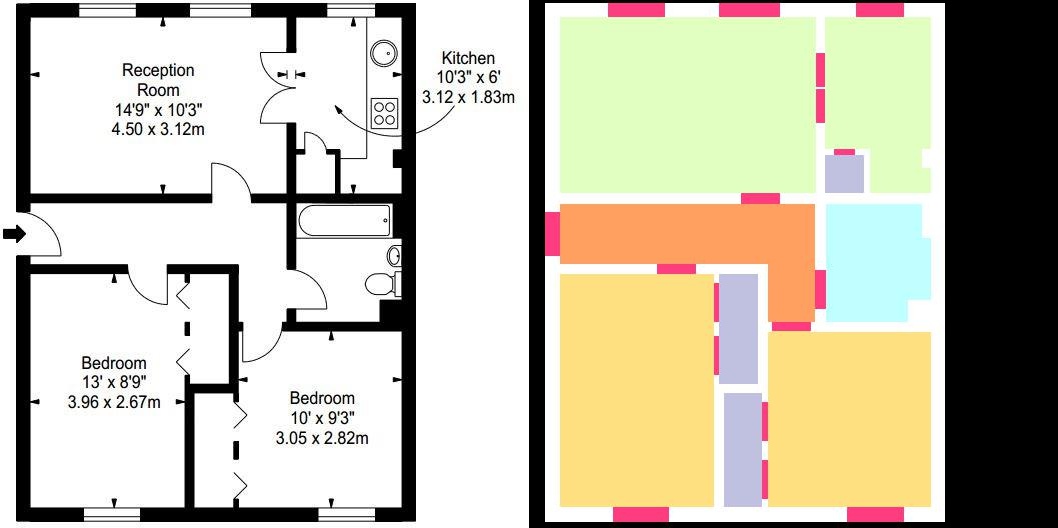 Reception
Room
14'9" x 10'3"
4.50 x 3.12m
Kitchen
10'3" x 6'
3.12 x 1.83m
Bedroom
13' x 8'9"
3.96 x 2.67m
Bedroom
10' x 9'3"
3.05 x 2.82m